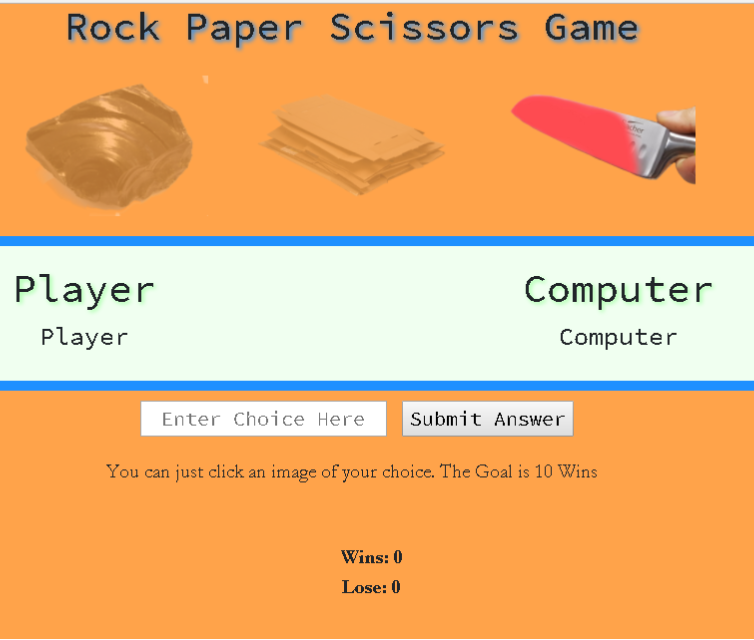 Rock Paper Scissors Game
Player
Computer
Player
Computer
Enter Choice Here
Submit Answer
You can just click an image of your choice. The Goal is 10 Wins
Wins: 0
Lose: 0